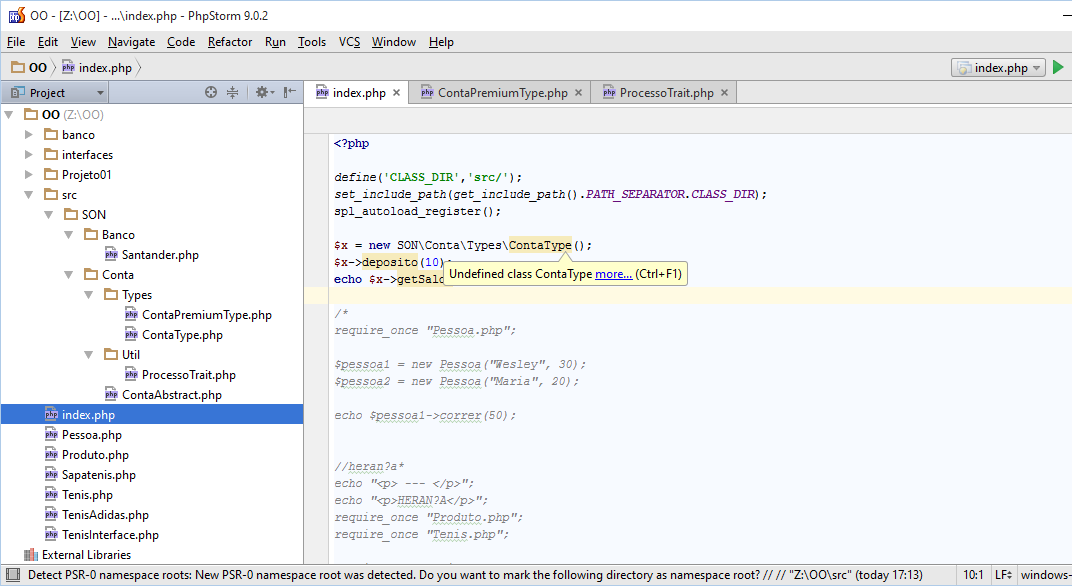 OO - [Z:\OO] - ...\index.php - PhpStorm 9.0.2
File Edit View Navigate Code Refactor Run Tools VCS Window Help
OO index.php index.php
Project index.php ContaPremiumType.php ProcessoTrait.php
OO (Z:\OO)
banco
interfaces
Projeto01
src
SON
Banco
Santander.php
Conta
Types
ContaPremiumType.php
ContaType.php
Util
ProcessoTrait.php
ContaAbstract.php
index.php
Pessoa.php
Produto.php
Sapatenis.php
Tenis.php
TenisAdidas.php
TenisInterface.php
External Libraries
<?php
define('CLASS_DIR','src/');
set_include_path(get_include_path().PATH_SEPARATOR.CLASS_DIR);
spl_autoload_register();
$x = new SON\Conta\Types\ContaType();
$x->deposito(10);
Undefined class ContaType more... (Ctrl+F1)
echo $x->getSald
/*
require_once "Pessoa.php";
$pessoa1 = new Pessoa("Wesley", 30);
$pessoa2 = new Pessoa("Maria", 20);
echo $pessoa1->correr(50);
//heran?a*
echo "<p> --- </p>";
echo "<p>HERAN?A</p>";
require_once "Produto.php";
require_once "Tenis.php";
Detect PSR-0 namespace roots: New PSR-0 namespace root was detected. Do you want to mark the following directory as namespace root? // // "Z:\OO\src" (today 17:13) 10:1 LF windows-